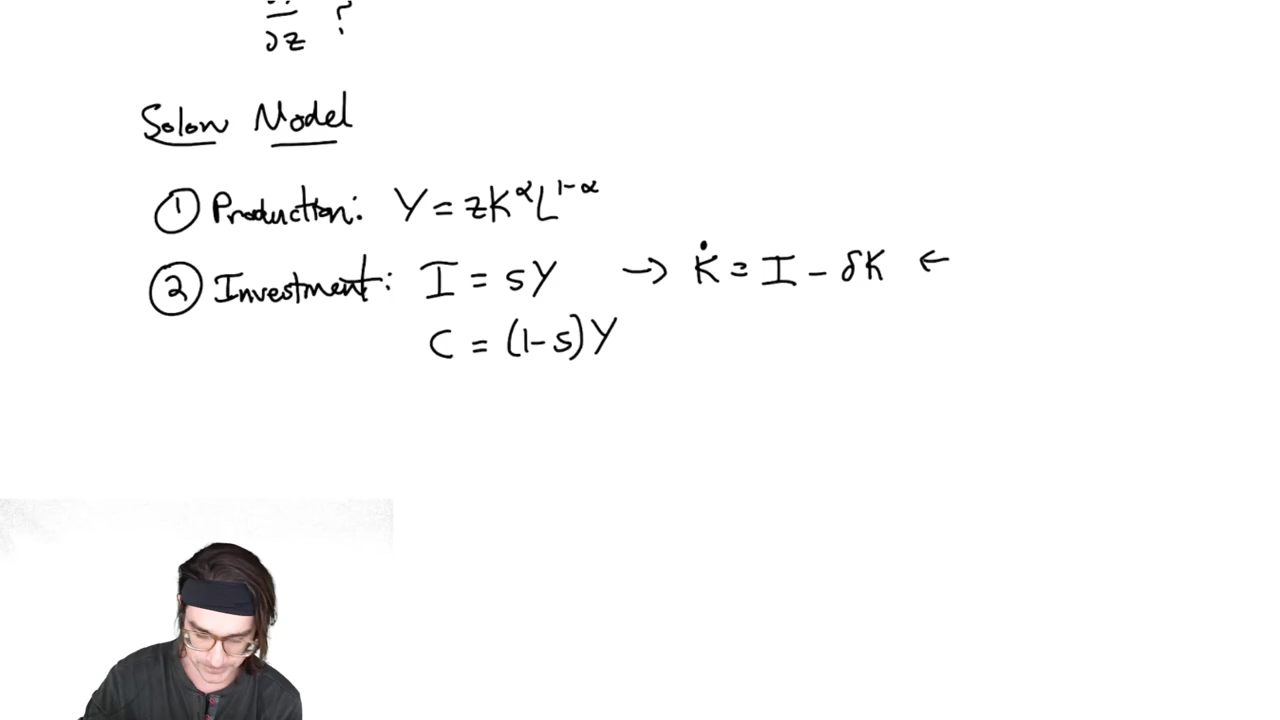 ∂z ?
Solow Model
① Production: Y = zK^α L^{1-α}
② Investment: I = sY → K̇ = I - δK ←
C = (1-s)Y